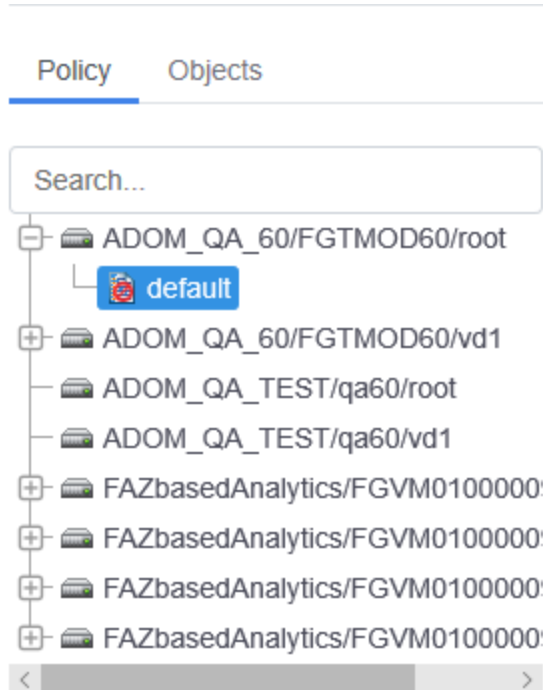 Policy Objects
Search...
ADOM_QA_60/FGTMOD60/root
default
ADOM_QA_60/FGTMOD60/vd1
ADOM_QA_TEST/qa60/root
ADOM_QA_TEST/qa60/vd1
FAZbasedAnalytics/FGVM0100000
FAZbasedAnalytics/FGVM0100000
FAZbasedAnalytics/FGVM0100000
FAZbasedAnalytics/FGVM0100000